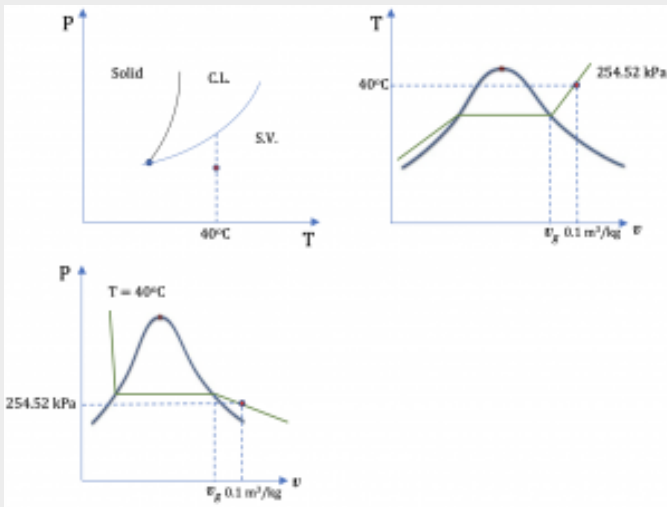 P
Solid
C.L.
S.V.
40°C
T
T
254.52 kPa
40°C
v_g 0.1 m³/kg v
P
T = 40°C
254.52 kPa
v_g 0.1 m³/kg v